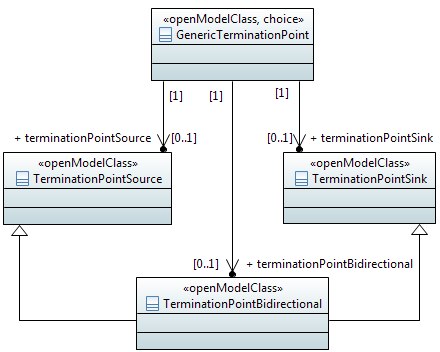 «openModelClass, choice»
GenericTerminationPoint
[1]
[1]
[1]
+ terminationPointSource
[0..1]
[0..1]
+ terminationPointSink
«openModelClass»
TerminationPointSource
«openModelClass»
TerminationPointSink
[0..1]
+ terminationPointBidirectional
«openModelClass»
TerminationPointBidirectional